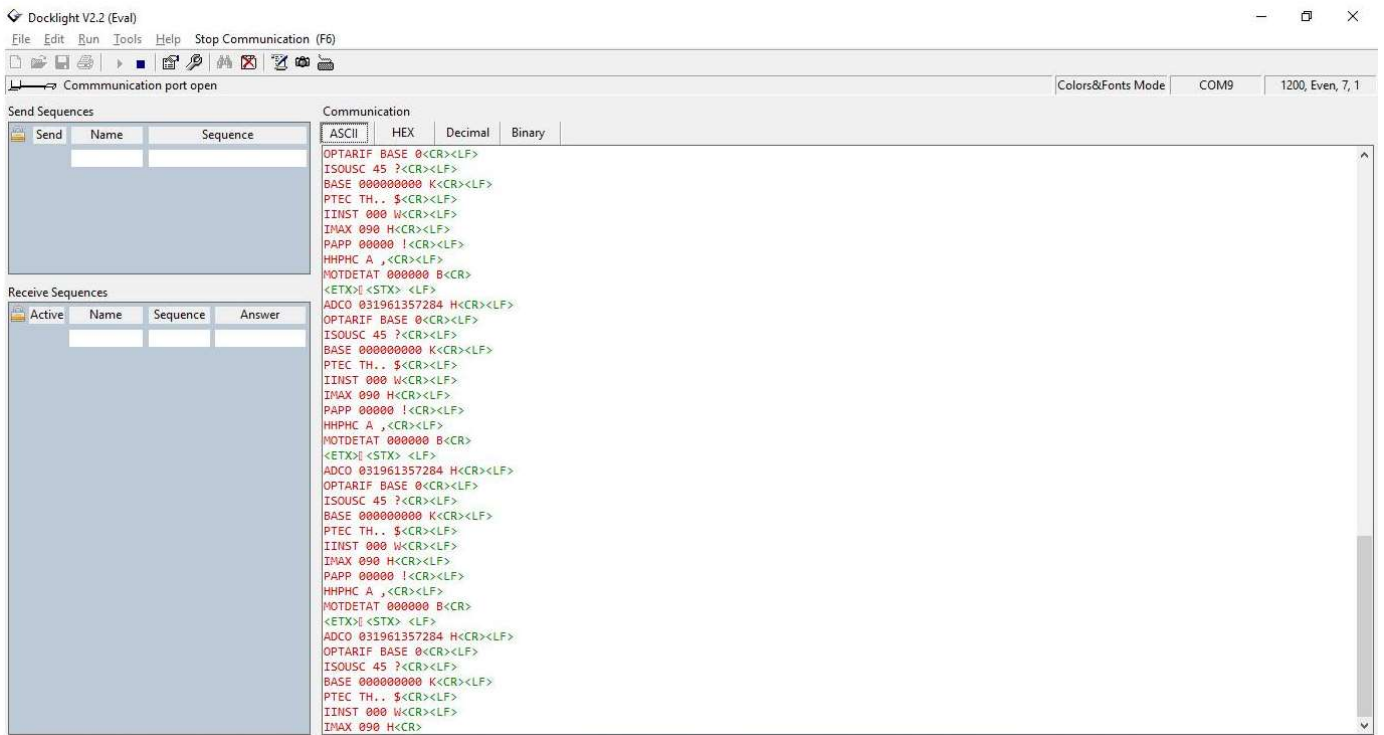 Docklight V2.2 (Eval)
File Edit Run Tools Help Stop Communication (F6)
Commmunication port open
Colors&Fonts Mode COM9 1200, Even, 7, 1
Send Sequences
Send Name Sequence
Receive Sequences
Active Name Sequence Answer
Communication
ASCII HEX Decimal Binary
OPTARIF BASE 0<CR><LF>
ISOUSC 45 ?<CR><LF>
BASE 000000000 K<CR><LF>
PTEC TH.. $<CR><LF>
IINST 000 W<CR><LF>
IMAX 090 H<CR><LF>
PAPP 00000 !<CR><LF>
HHPHC A ,<CR><LF>
MOTDETAT 000000 B<CR>
<ETX>▯<STX> <LF>
ADCO 031961357284 H<CR><LF>
OPTARIF BASE 0<CR><LF>
ISOUSC 45 ?<CR><LF>
BASE 000000000 K<CR><LF>
PTEC TH.. $<CR><LF>
IINST 000 W<CR><LF>
IMAX 090 H<CR><LF>
PAPP 00000 !<CR><LF>
HHPHC A ,<CR><LF>
MOTDETAT 000000 B<CR>
<ETX>▯<STX> <LF>
ADCO 031961357284 H<CR><LF>
OPTARIF BASE 0<CR><LF>
ISOUSC 45 ?<CR><LF>
BASE 000000000 K<CR><LF>
PTEC TH.. $<CR><LF>
IINST 000 W<CR><LF>
IMAX 090 H<CR><LF>
PAPP 00000 !<CR><LF>
HHPHC A ,<CR><LF>
MOTDETAT 000000 B<CR>
<ETX>▯<STX> <LF>
ADCO 031961357284 H<CR><LF>
OPTARIF BASE 0<CR><LF>
ISOUSC 45 ?<CR><LF>
BASE 000000000 K<CR><LF>
PTEC TH.. $<CR><LF>
IINST 000 W<CR><LF>
IMAX 090 H<CR>